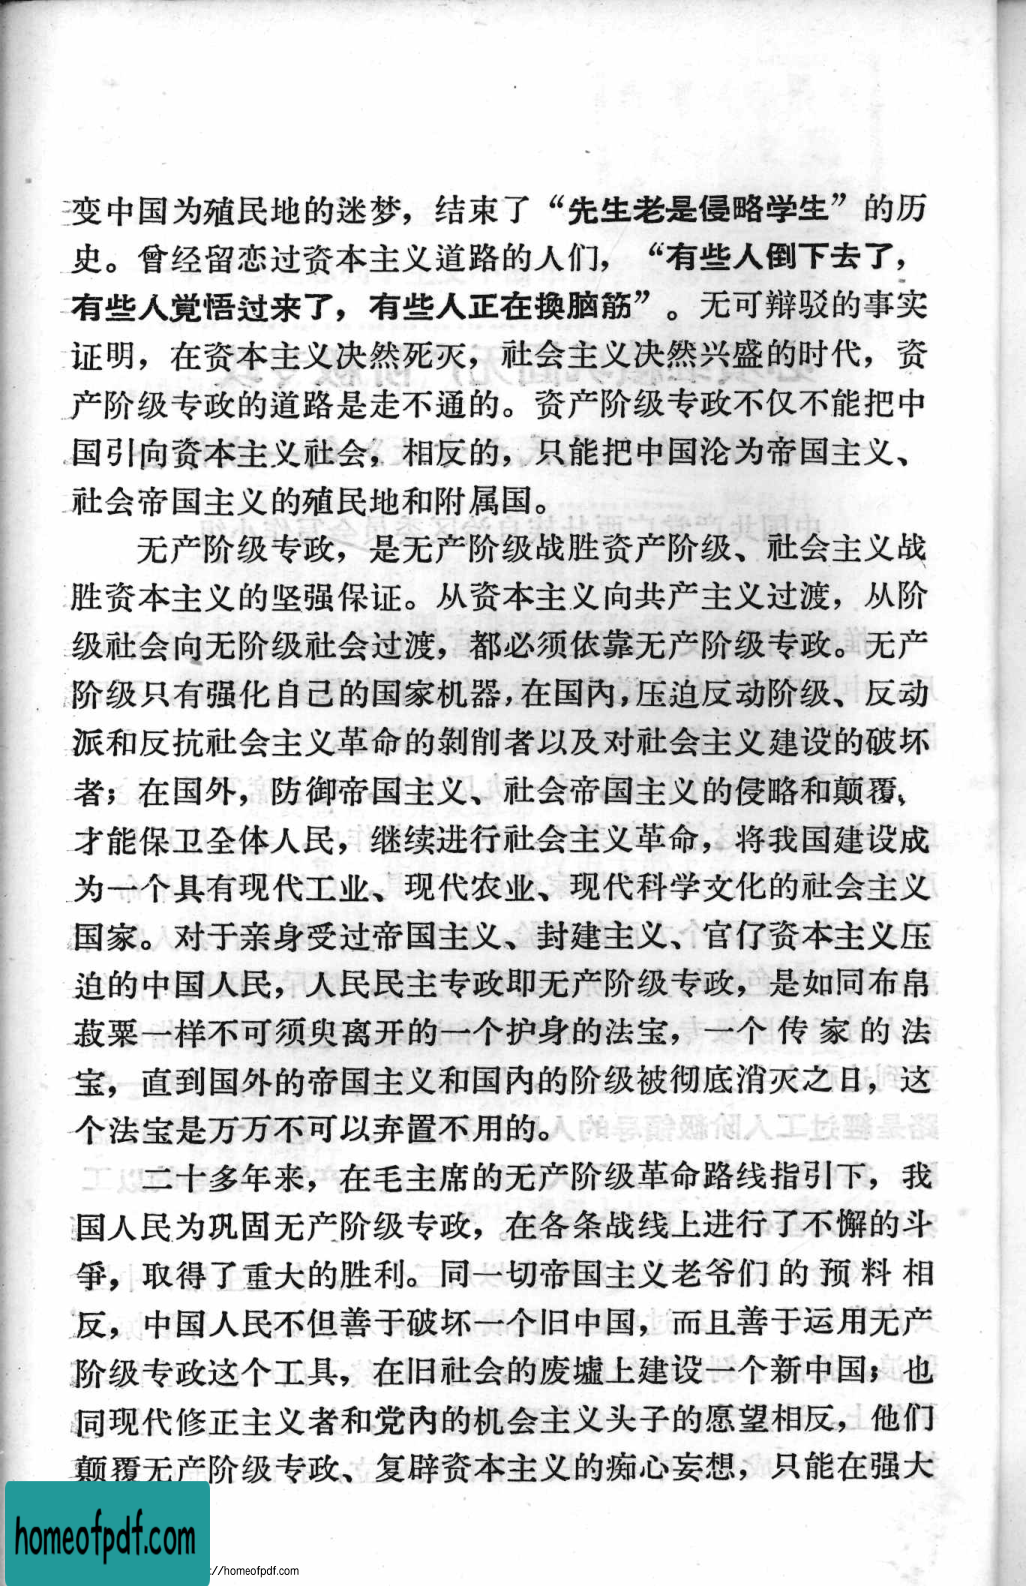 变中国为殖民地的迷梦，结束了“先生老是侵略学生”的历
史。曾经留恋过资本主义道路的人们，“有些人倒下去了，
有些人覚悟过来了，有些人正在換脑筋”。无可辩驳的事实
证明，在资本主义决然死灭，社会主义决然兴盛的时代，资
产阶级专政的道路是走不通的。资产阶级专政不仅不能把中
国引向资本主义社会，相反的，只能把中国沦为帝国主义、
社会帝国主义的殖民地和附属国。
无产阶级专政，是无产阶级战胜资产阶级、社会主义战
胜资本主义的坚强保证。从资本主义向共产主义过渡，从阶
级社会向无阶级社会过渡，都必须依靠无产阶级专政。无产
阶级只有强化自己的国家机器，在国内，压迫反动阶级、反动
派和反抗社会主义革命的剝削者以及对社会主义建设的破坏
者；在国外，防御帝国主义、社会帝国主义的侵略和颠覆，
才能保卫全体人民，继续进行社会主义革命，将我国建设成
为一个具有现代工业、现代农业、现代科学文化的社会主义
国家。对于亲身受过帝国主义、封建主义、官仃资本主义压
迫的中国人民，人民民主专政即无产阶级专政，是如同布帛
菽粟一样不可须臾离开的一个护身的法宝，一个传家的法
宝，直到国外的帝国主义和国内的阶级被彻底消灭之日，这
个法宝是万万不可以弃置不用的。
二十多年来，在毛主席的无产阶级革命路线指引下，我
国人民为巩固无产阶级专政，在各条战线上进行了不懈的斗
爭，取得了重大的胜利。同一切帝国主义老爷们的预料相
反，中国人民不但善于破坏一个旧中国，而且善于运用无产
阶级专政这个工具，在旧社会的废墟上建设一个新中国；也
同现代修正主义者和党内的机会主义头子的愿望相反，他们
颠覆无产阶级专政、复辟资本主义的痴心妄想，只能在强大
homeofpdf.com
://homeofpdf.com